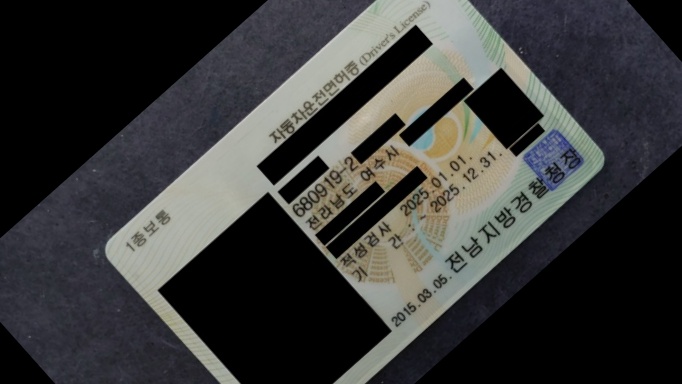 1종보통
자동차운전면허증 (Driver's License)
680919-2
전라남도 여수시
적성검사 2025.01.01.
기 간 : 2025.12.31.
2015.03.05. 전남지방경찰청장